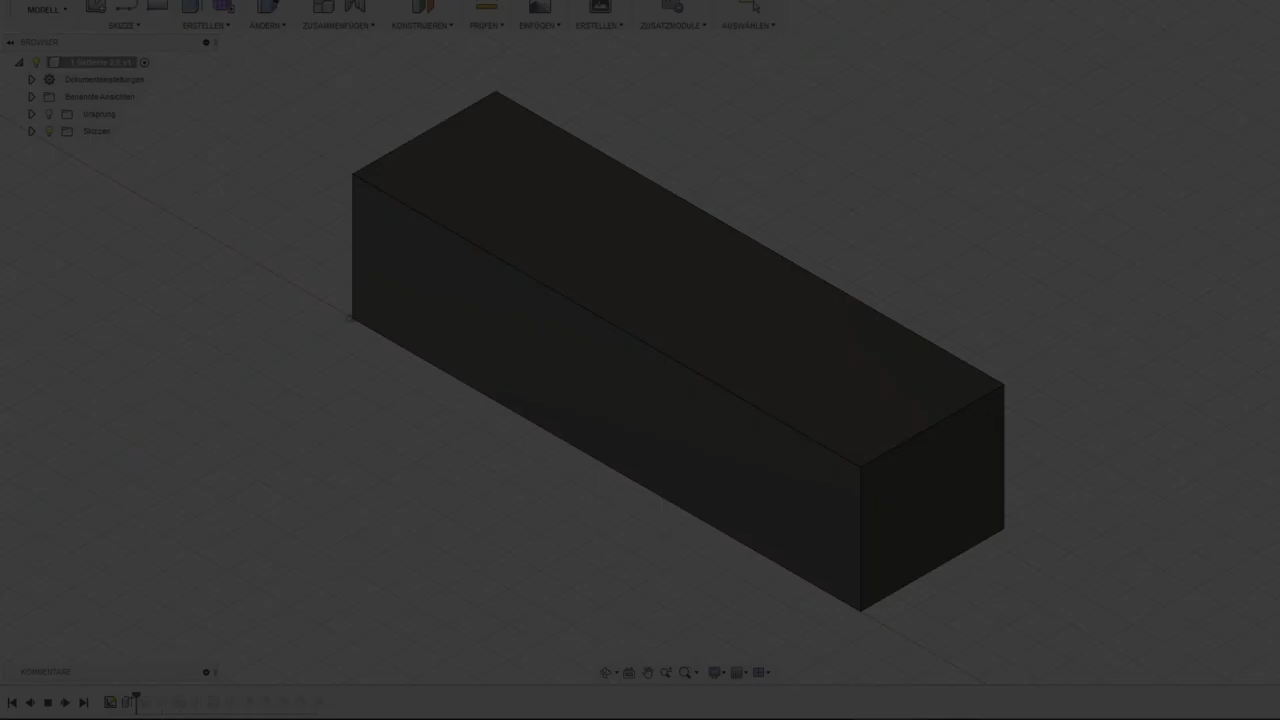 MODELL
SKIZZE ERSTELLEN ÄNDERN ZUSAMMENFÜGEN KONSTRUIEREN PRÜFEN EINFÜGEN ERSTELLEN ZUSATZMODULE AUSWÄHLEN
BROWSER
Dokumenteinstellungen
Benannte Ansichten
Ursprung
Skizzen
KOMMENTARE